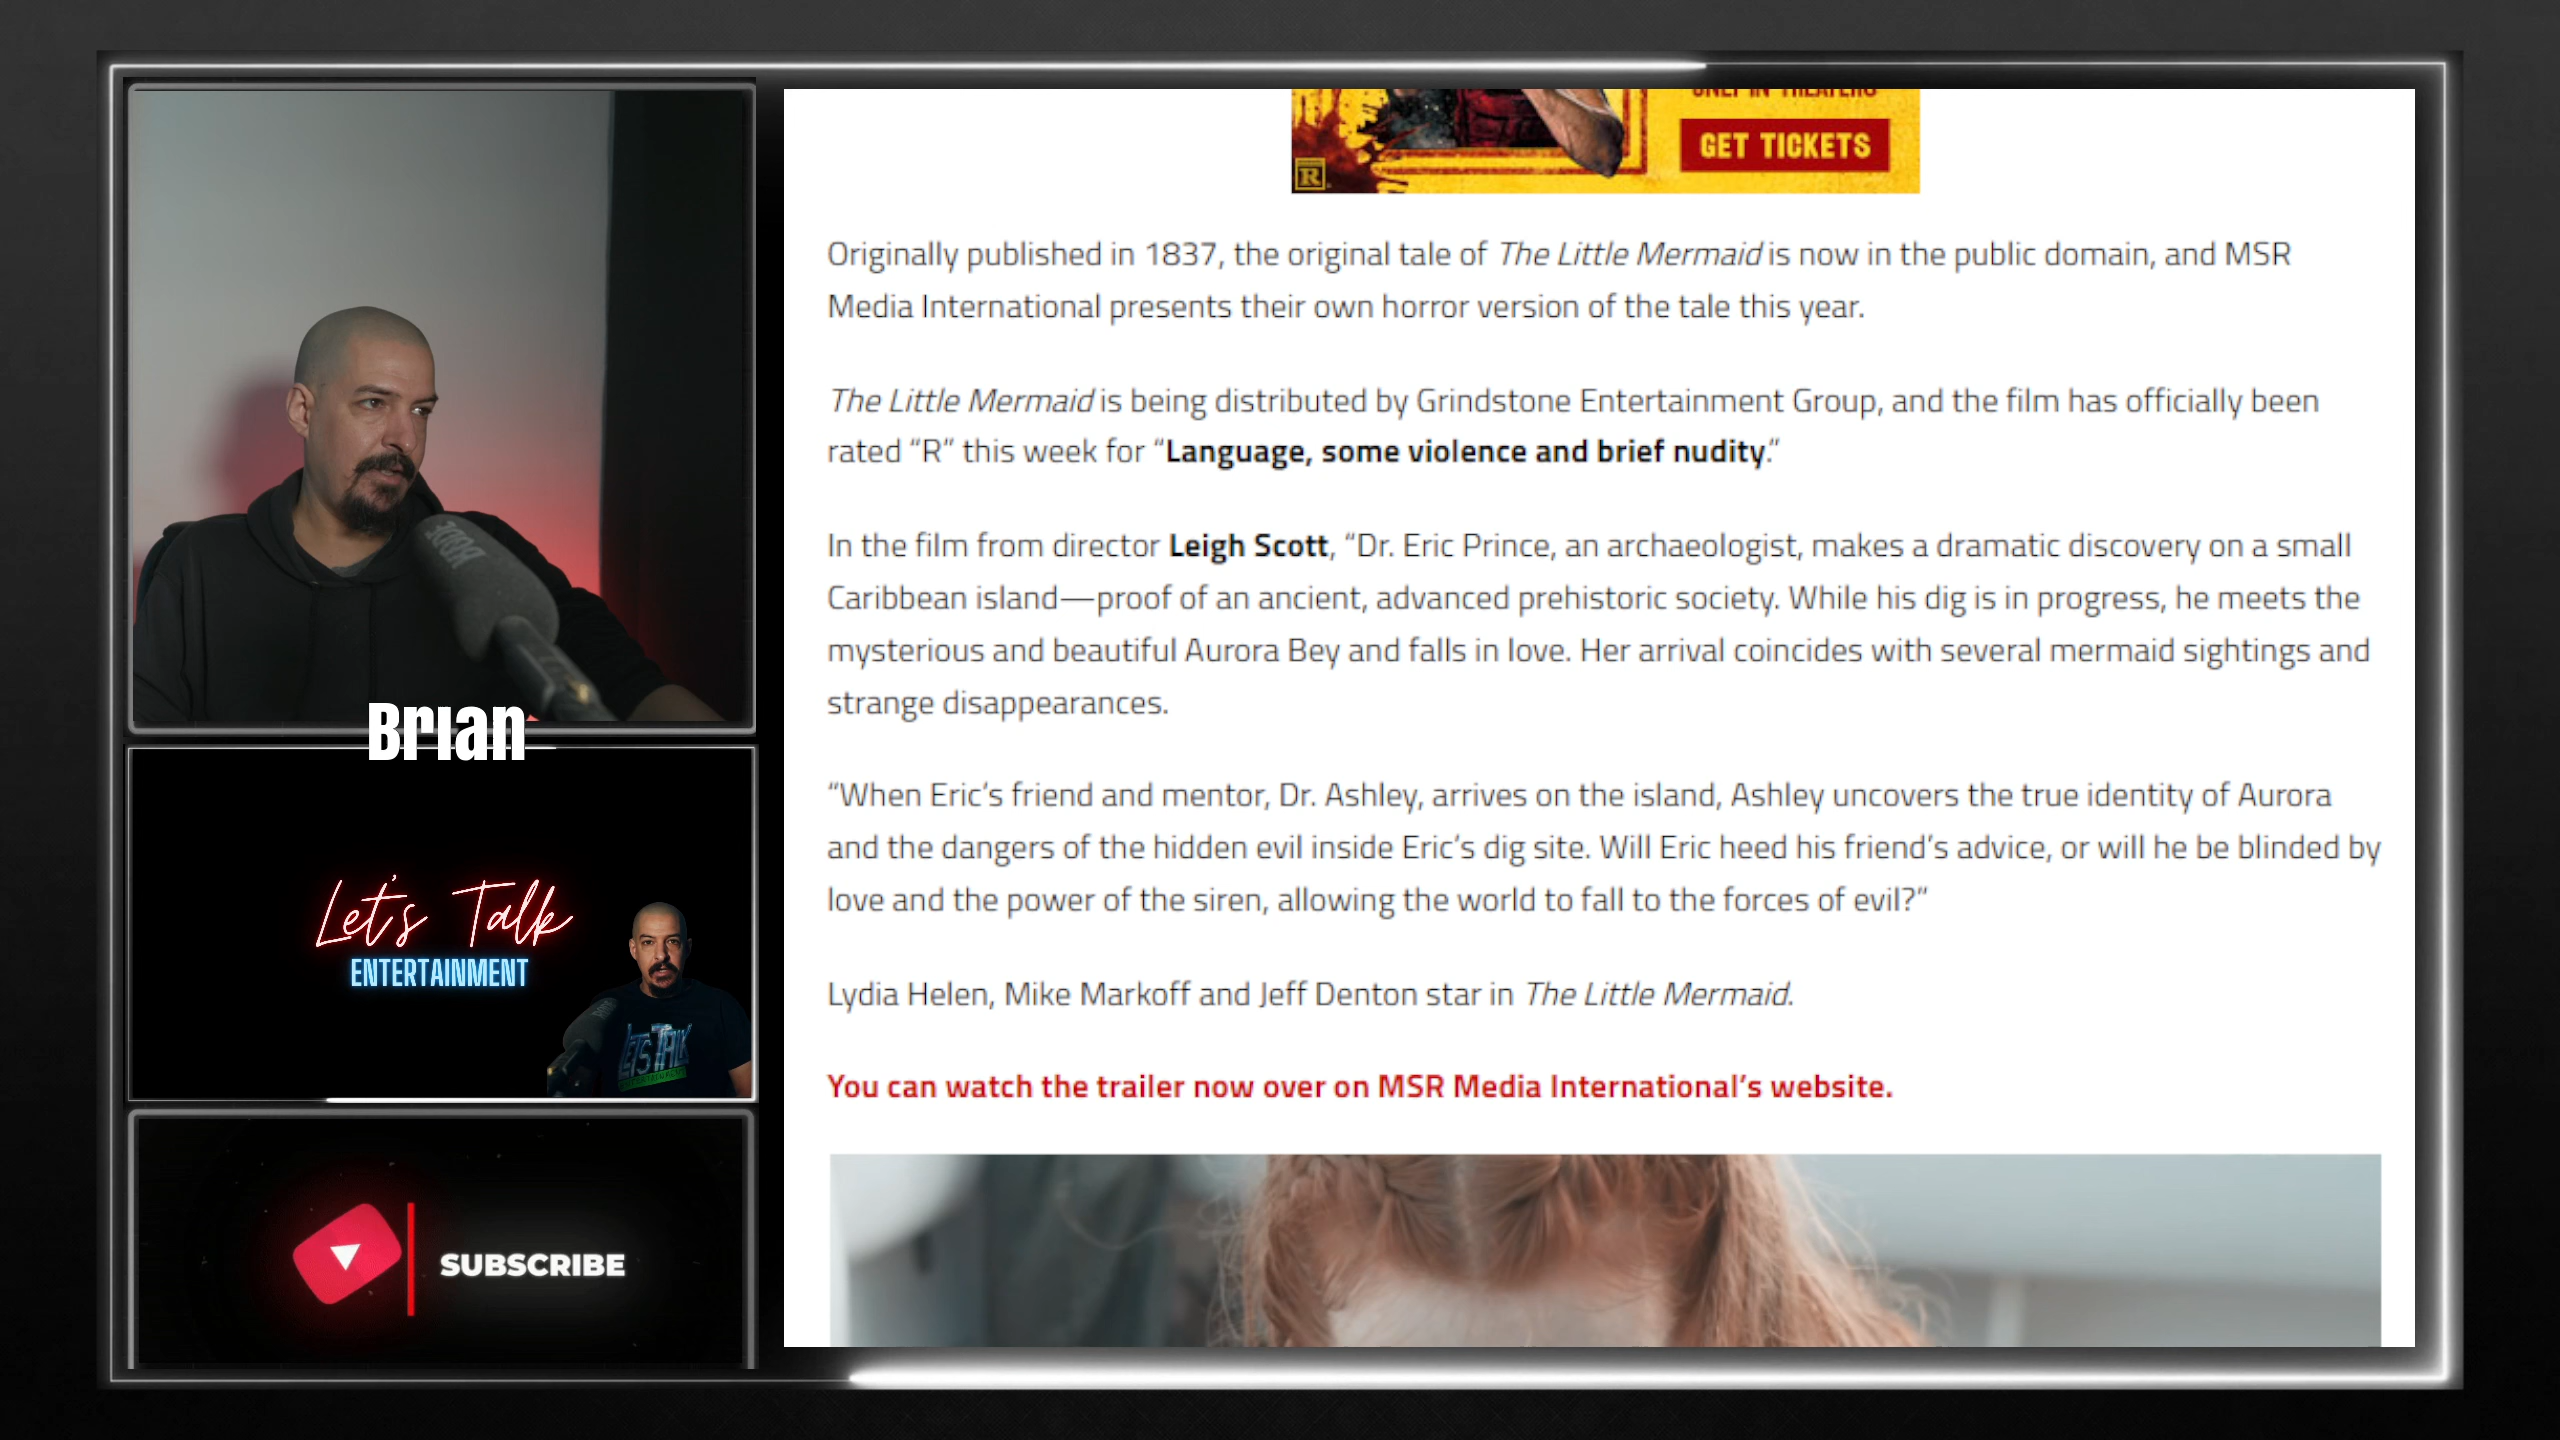 ONLY IN THEATERS
GET TICKETS
R
Originally published in 1837, the original tale of The Little Mermaid is now in the public domain, and MSR
Media International presents their own horror version of the tale this year.
The Little Mermaid is being distributed by Grindstone Entertainment Group, and the film has officially been
rated “R” this week for “Language, some violence and brief nudity.”
In the film from director Leigh Scott, “Dr. Eric Prince, an archaeologist, makes a dramatic discovery on a small
Caribbean island—proof of an ancient, advanced prehistoric society. While his dig is in progress, he meets the
mysterious and beautiful Aurora Bey and falls in love. Her arrival coincides with several mermaid sightings and
strange disappearances.
“When Eric’s friend and mentor, Dr. Ashley, arrives on the island, Ashley uncovers the true identity of Aurora
and the dangers of the hidden evil inside Eric’s dig site. Will Eric heed his friend’s advice, or will he be blinded by
love and the power of the siren, allowing the world to fall to the forces of evil?”
Lydia Helen, Mike Markoff and Jeff Denton star in The Little Mermaid.
You can watch the trailer now over on MSR Media International’s website.
RØDE
Brian
Let's Talk
ENTERTAINMENT
LETS TALK
SUBSCRIBE